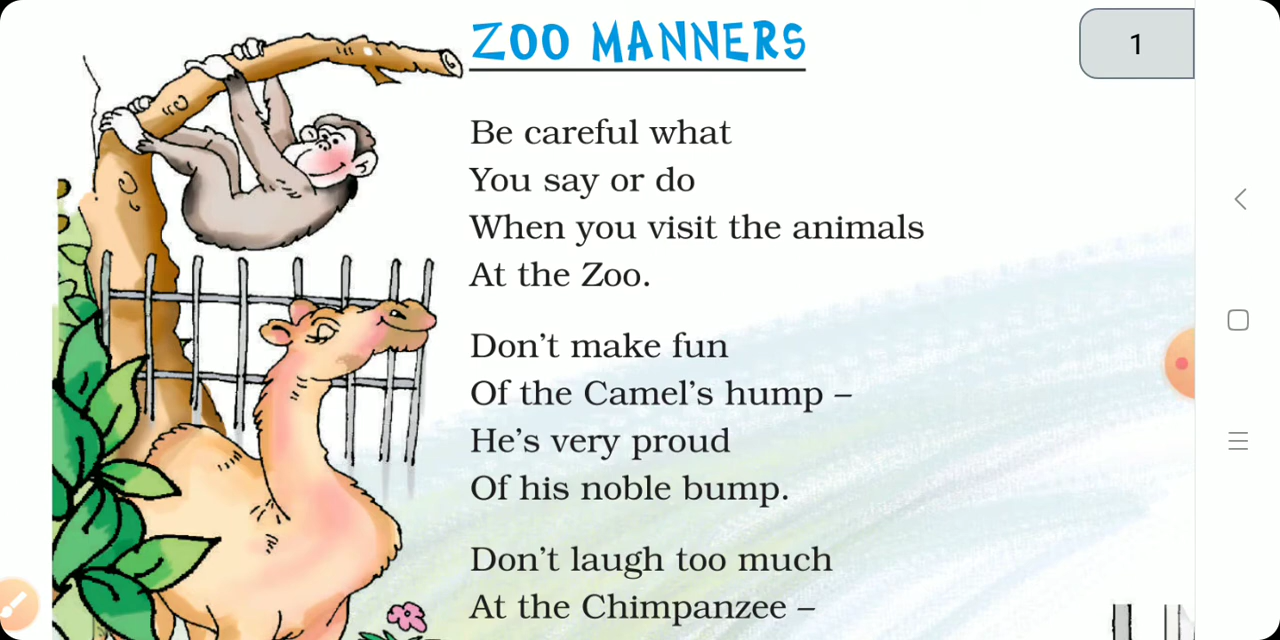 ZOO MANNERS
1
Be careful what
You say or do
When you visit the animals
At the Zoo.
Don't make fun
Of the Camel's hump –
He's very proud
Of his noble bump.
Don't laugh too much
At the Chimpanzee –